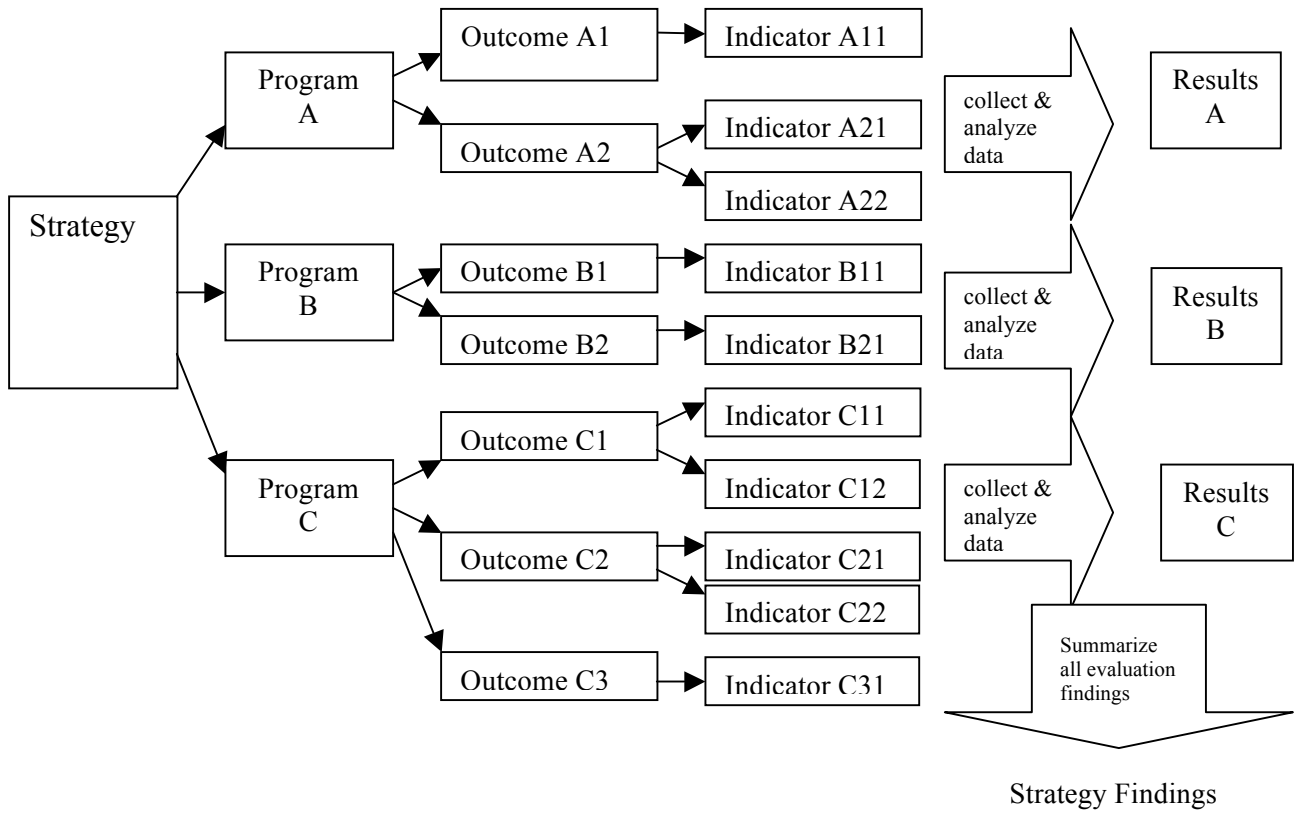 Strategy
Program
A
Program
B
Program
C
Outcome A1
Outcome A2
Outcome B1
Outcome B2
Outcome C1
Outcome C2
Outcome C3
Indicator A11
Indicator A21
Indicator A22
Indicator B11
Indicator B21
Indicator C11
Indicator C12
Indicator C21
Indicator C22
Indicator C31
collect &
analyze
data
collect &
analyze
data
collect &
analyze
data
Results
A
Results
B
Results
C
Summarize
all evaluation
findings
Strategy Findings